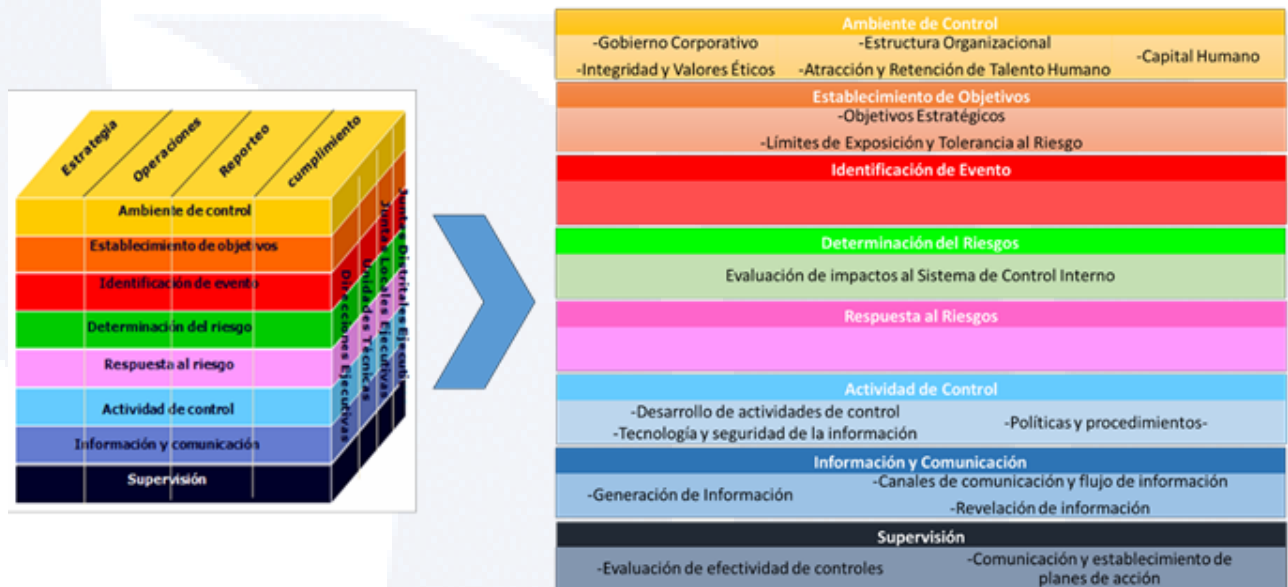 Estrategia
Operaciones
Reporteo
cumplimiento
Ambiente de control
Establecimiento de objetivos
Identificación de evento
Determinación del riesgo
Respuesta al riesgo
Actividad de control
Información y comunicación
Supervisión
Direcciones Ejecutivas
Unidades Técnicas
Juntas Locales Ejecutivas
Juntas Distritales Ejecuti
Ambiente de Control
-Gobierno Corporativo
-Estructura Organizacional
-Capital Humano
-Integridad y Valores Éticos
-Atracción y Retención de Talento Humano
Establecimiento de Objetivos
-Objetivos Estratégicos
-Límites de Exposición y Tolerancia al Riesgo
Identificación de Evento
Determinación del Riesgos
Evaluación de impactos al Sistema de Control Interno
Respuesta al Riesgos
Actividad de Control
-Desarrollo de actividades de control
-Tecnología y seguridad de la información
-Políticas y procedimientos-
Información y Comunicación
-Generación de Información
-Canales de comunicación y flujo de información
-Revelación de información
Supervisión
-Evaluación de efectividad de controles
-Comunicación y establecimiento de
planes de acción